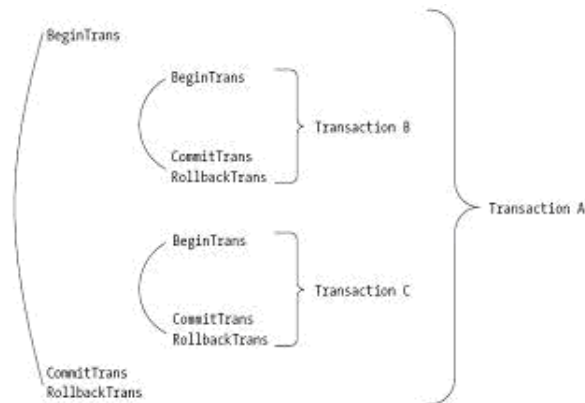 BeginTrans
BeginTrans
Transaction B
CommitTrans
RollbackTrans
Transaction A
BeginTrans
Transaction C
CommitTrans
RollbackTrans
CommitTrans
RollbackTrans